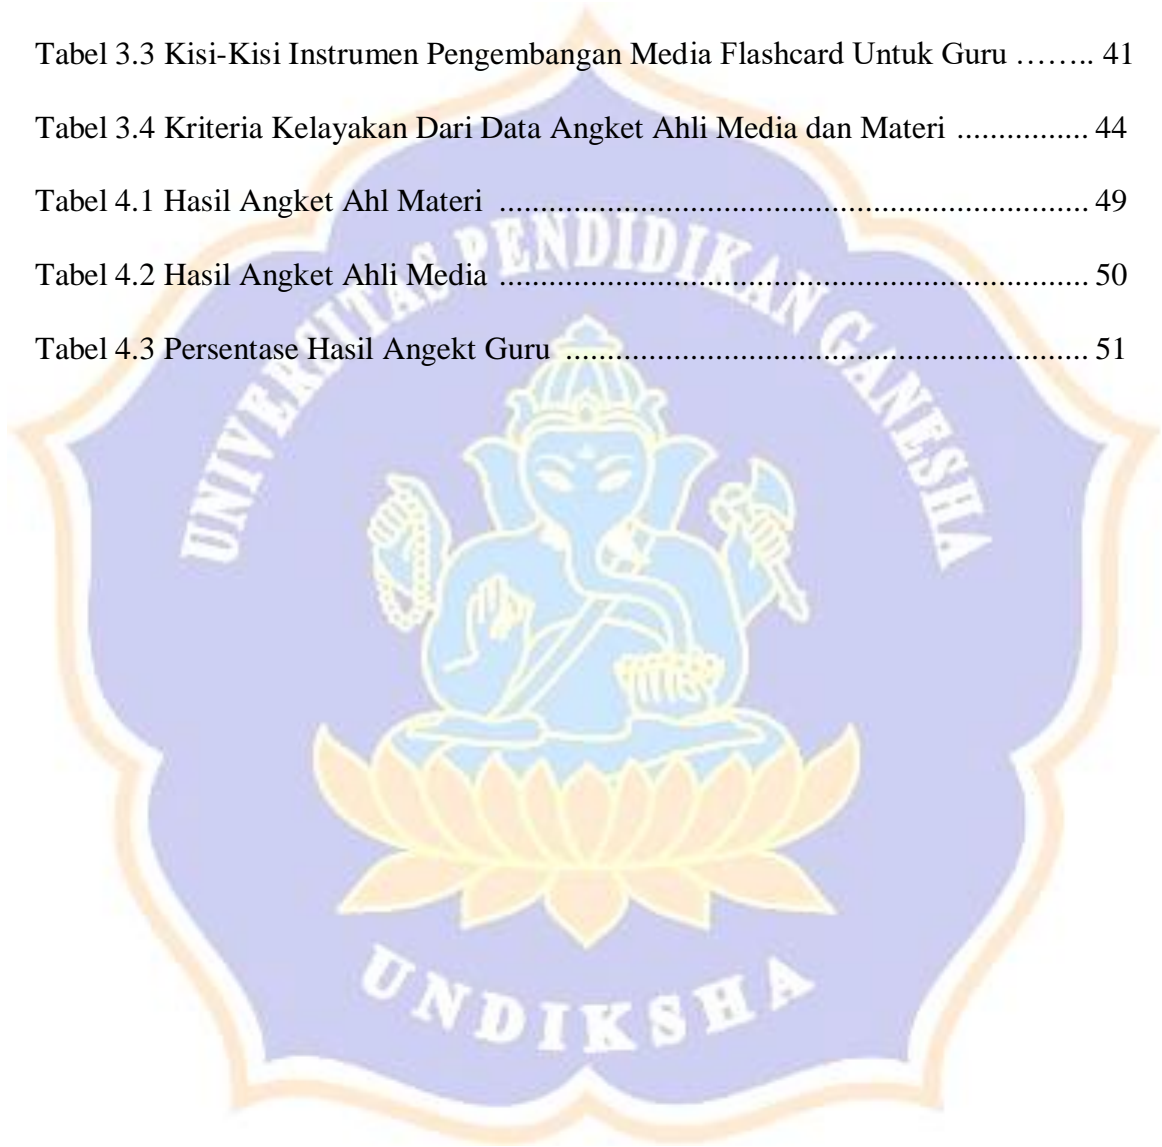 Tabel 3.3 Kisi-Kisi Instrumen Pengembangan Media Flashcard Untuk Guru …….. 41
Tabel 3.4 Kriteria Kelayakan Dari Data Angket Ahli Media dan Materi ................ 44
Tabel 4.1 Hasil Angket Ahl Materi ........................................................................ 49
Tabel 4.2 Hasil Angket Ahli Media ........................................................................ 50
Tabel 4.3 Persentase Hasil Angekt Guru ................................................................ 51
UNIVERSITAS PENDIDIKAN GANESHA
UNDIKSHA